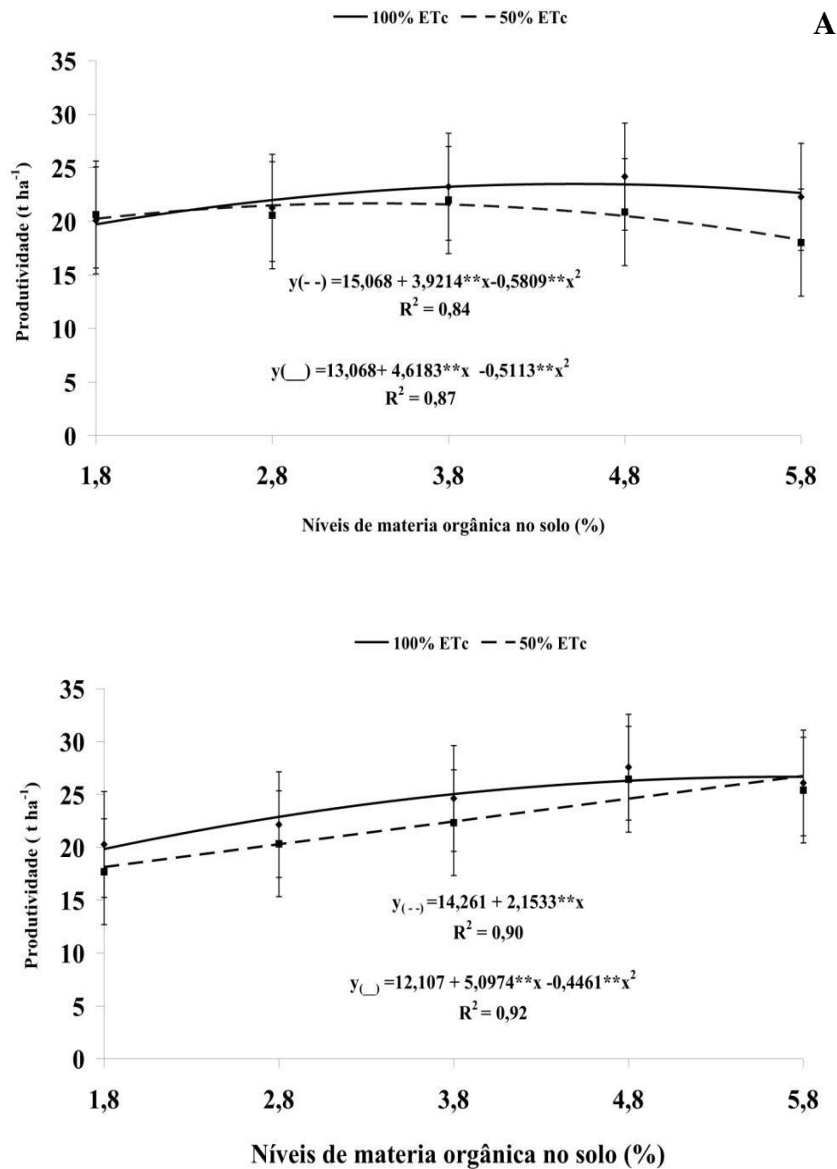 100% ETc 50% ETc
A
Produtividade (t ha-1)
35
30
25
20
15
10
5
0
y(- -) =15,068 + 3,9214**x-0,5809**x2
R2 = 0,84
y(__) =13,068+ 4,6183**x -0,5113**x2
R2 = 0,87
1,8 2,8 3,8 4,8 5,8
Níveis de materia orgânica no solo (%)
100% ETc 50% ETc
Produtividade ( t ha-1)
35
30
25
20
15
10
5
0
y(- -) =14,261 + 2,1533**x
R2 = 0,90
y(__) =12,107 + 5,0974**x -0,4461**x2
R2 = 0,92
1,8 2,8 3,8 4,8 5,8
Níveis de materia orgânica no solo (%)